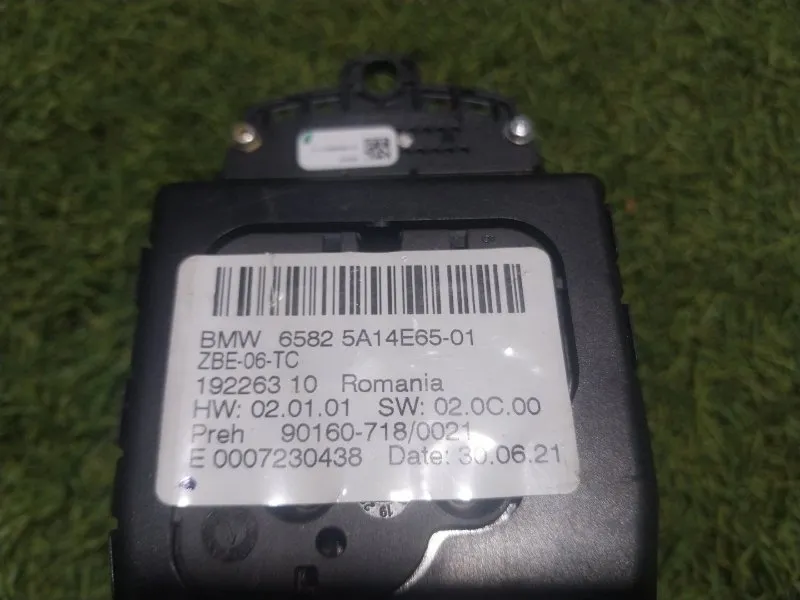 BMW 6582 5A14E65-01
ZBE-06-TC
192263 10 Romania
HW: 02.01.01 SW: 02.0C.00
Preh 90160-718/0021
E 0007230438 Date: 30.06.21
19